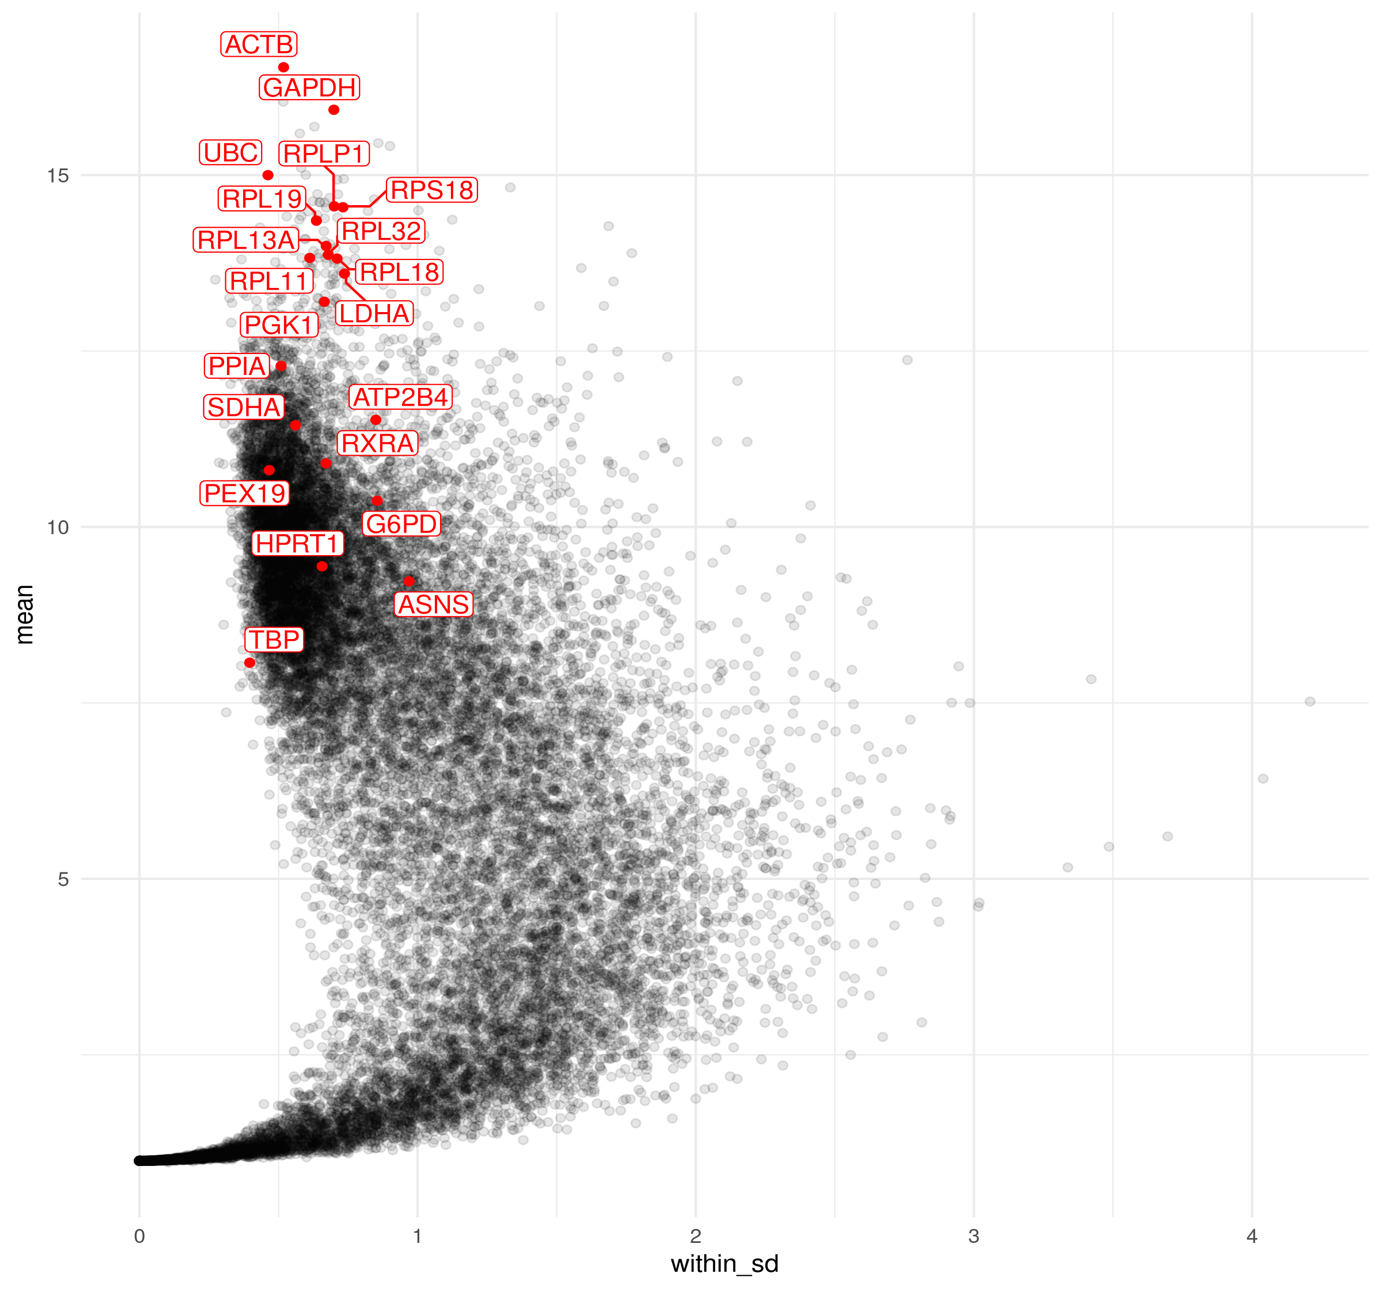 ACTB
GAPDH
UBC
RPLP1
RPS18
RPL19
RPL32
RPL13A
RPL18
RPL11
LDHA
PGK1
PPIA
ATP2B4
SDHA
RXRA
PEX19
G6PD
HPRT1
ASNS
TBP
15
10
5
mean
0 1 2 3 4
within_sd